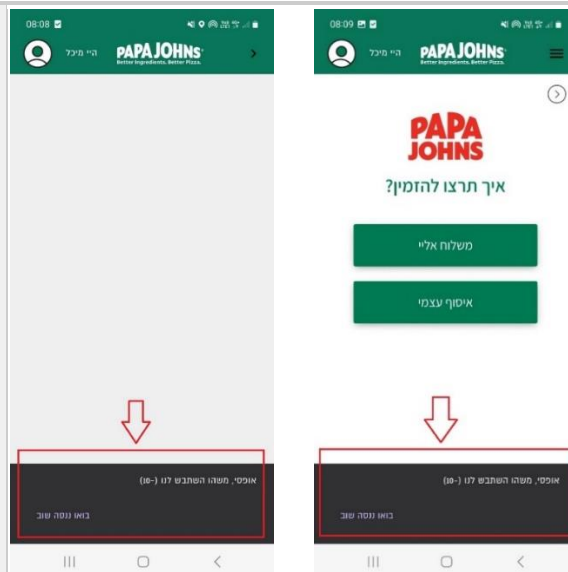 08:08
היי מיכל
PAPA JOHNS
Better Ingredients. Better Pizza.
אופסי, משהו השתבש לנו (-10)
בואו ננסה שוב
08:09
היי מיכל
PAPA JOHNS
Better Ingredients. Better Pizza.
PAPA
JOHNS
איך תרצו להזמין?
משלוח אליי
איסוף עצמי
אופסי, משהו השתבש לנו (-10)
בואו ננסה שוב